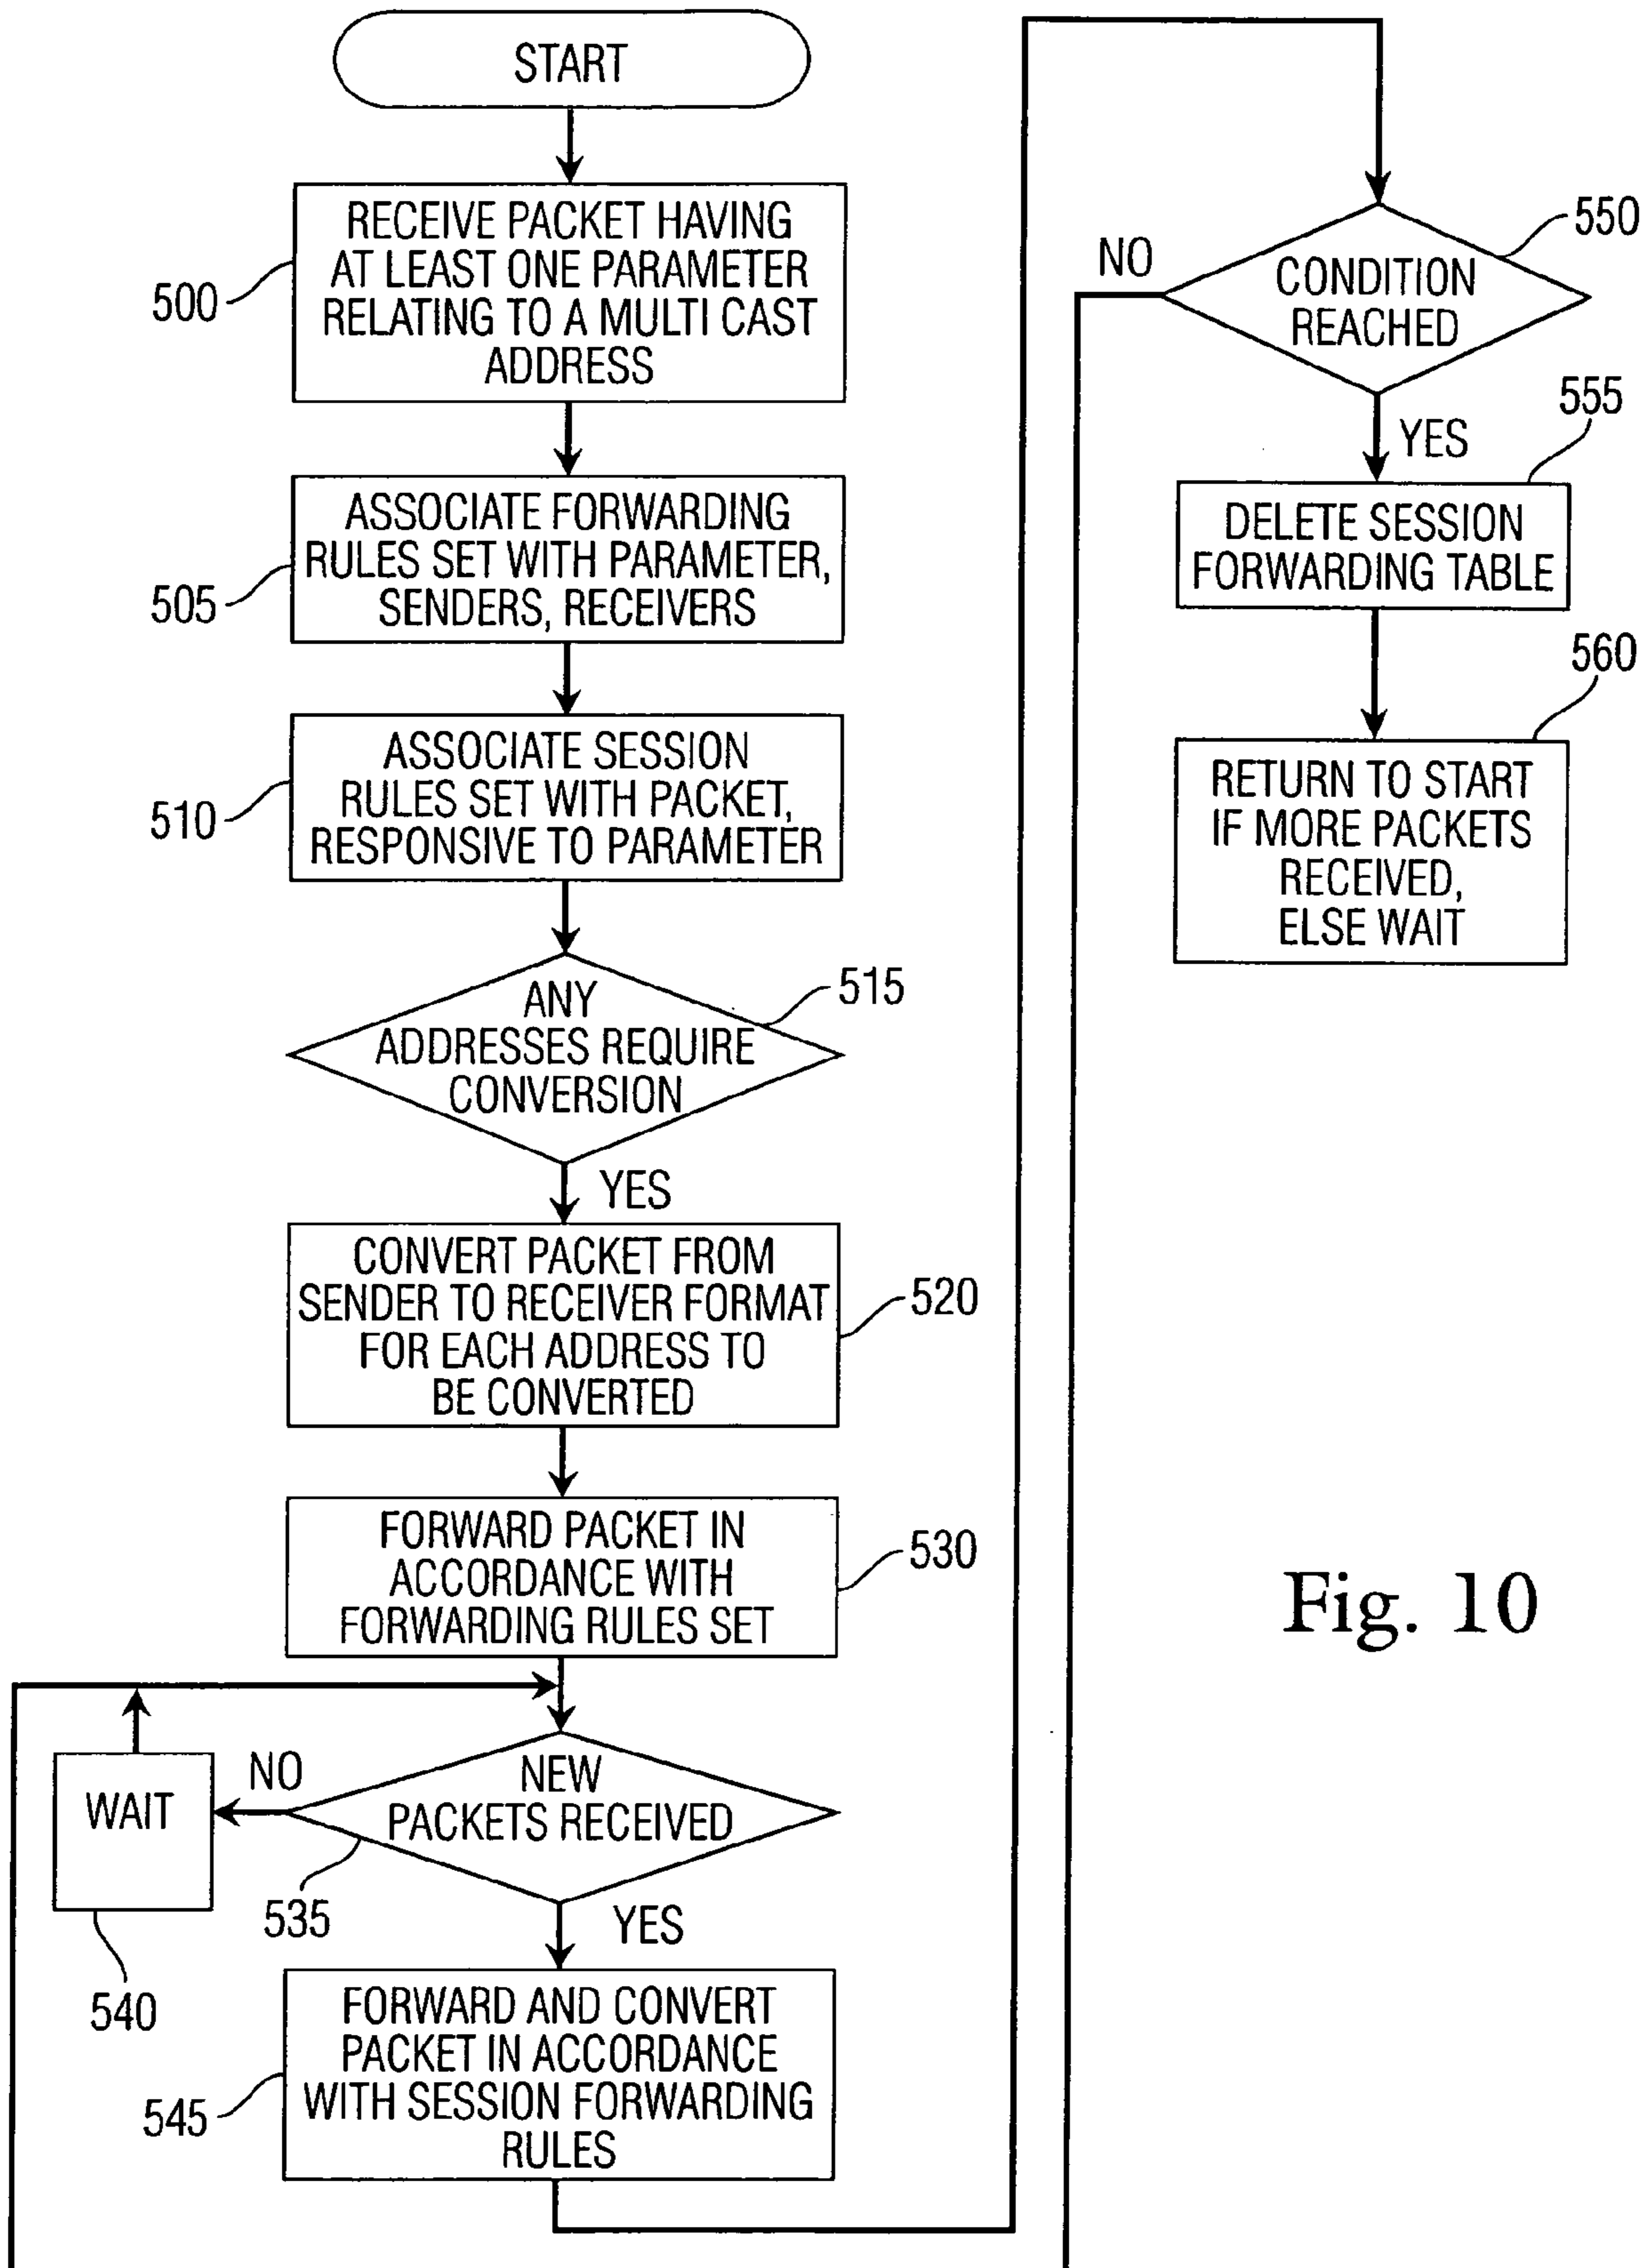 START
RECEIVE PACKET HAVING
AT LEAST ONE PARAMETER
RELATING TO A MULTI CAST
ADDRESS
500
ASSOCIATE FORWARDING
RULES SET WITH PARAMETER,
SENDERS, RECEIVERS
505
ASSOCIATE SESSION
RULES SET WITH PACKET,
RESPONSIVE TO PARAMETER
510
ANY
ADDRESSES REQUIRE
CONVERSION
515
YES
CONVERT PACKET FROM
SENDER TO RECEIVER FORMAT
FOR EACH ADDRESS TO
BE CONVERTED
520
FORWARD PACKET IN
ACCORDANCE WITH
FORWARDING RULES SET
530
NEW
PACKETS RECEIVED
535
NO
WAIT
540
YES
FORWARD AND CONVERT
PACKET IN ACCORDANCE
WITH SESSION FORWARDING
RULES
545
CONDITION
REACHED
550
NO
YES
DELETE SESSION
FORWARDING TABLE
555
RETURN TO START
IF MORE PACKETS
RECEIVED,
ELSE WAIT
560
Fig. 10